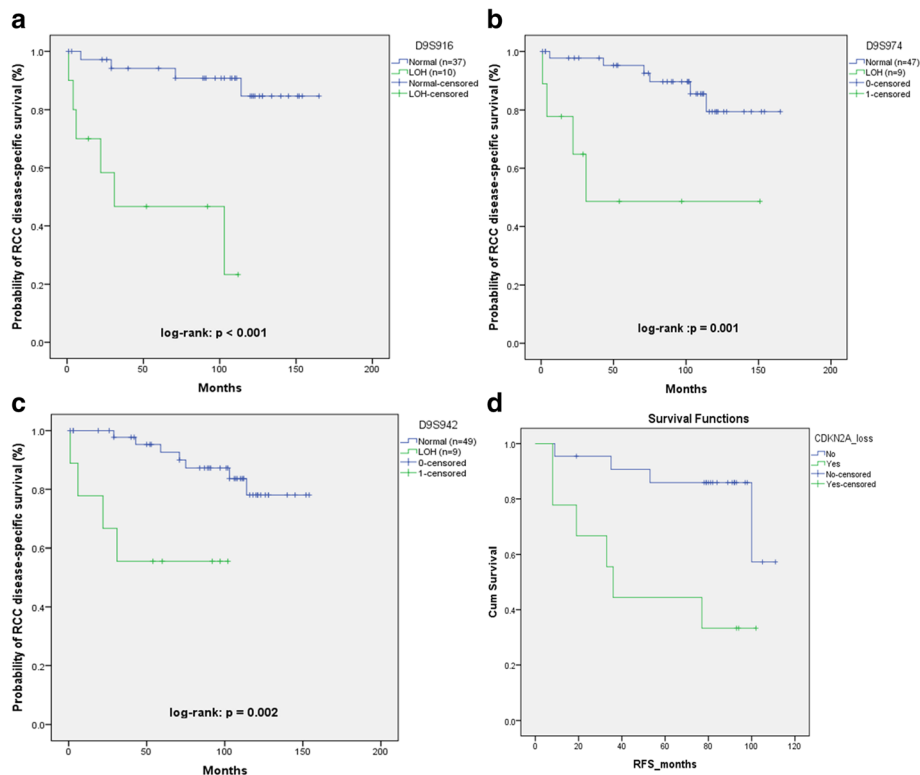 a
D9S916
Normal (n=37)
LOH (n=10)
Normal-censored
LOH-censored
Probability of RCC disease-specific survival (%)
1.0
0.8
0.6
0.4
0.2
0.0
log-rank: p < 0.001
0 50 100 150 200
Months
b
D9S974
Normal (n=47)
LOH (n=9)
0-censored
1-censored
Probability of RCC disease-specific survival (%)
1.0
0.8
0.6
0.4
0.2
0.0
log-rank :p = 0.001
0 50 100 150 200
Months
c
D9S942
Normal (n=49)
LOH (n=9)
0-censored
1-censored
Probability of RCC disease-specific survival (%)
1.0
0.8
0.6
0.4
0.2
0.0
log-rank: p = 0.002
0 50 100 150 200
Months
d
Survival Functions
CDKN2A_loss
No
Yes
No-censored
Yes-censored
Cum Survival
1.0
0.8
0.6
0.4
0.2
0.0
0 20 40 60 80 100 120
RFS_months